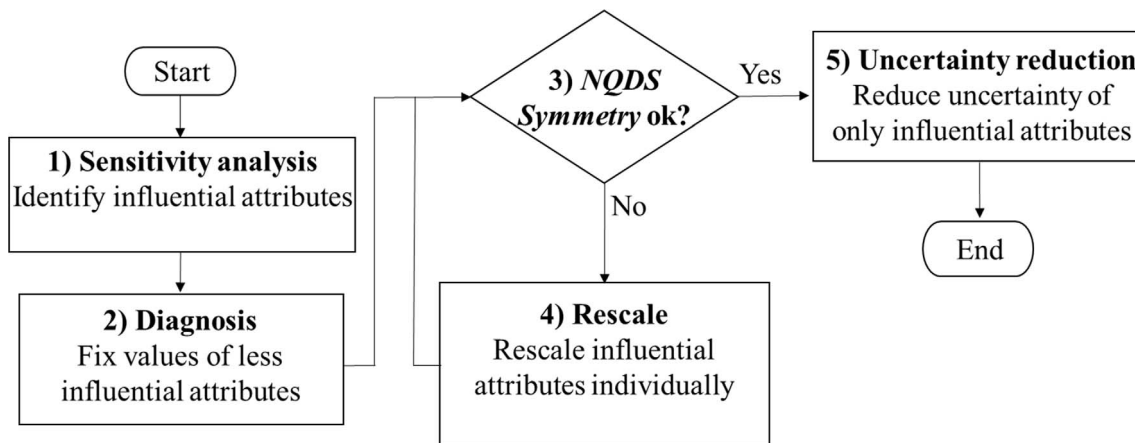 Start
1) Sensitivity analysis
Identify influential attributes
2) Diagnosis
Fix values of less
influential attributes
3) NQDS
Symmetry ok?
Yes
No
4) Rescale
Rescale influential
attributes individually
5) Uncertainty reduction
Reduce uncertainty of
only influential attributes
End